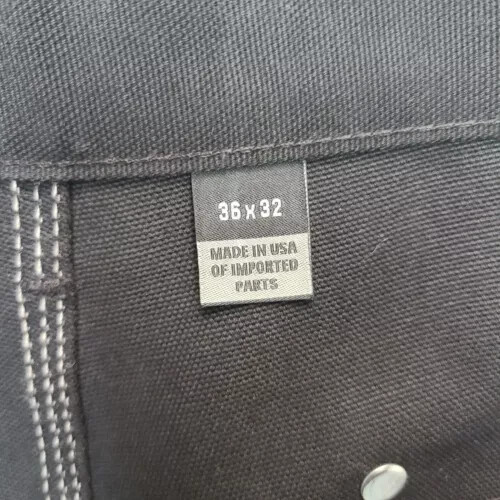 36 x 32
MADE IN USA
OF IMPORTED
PARTS